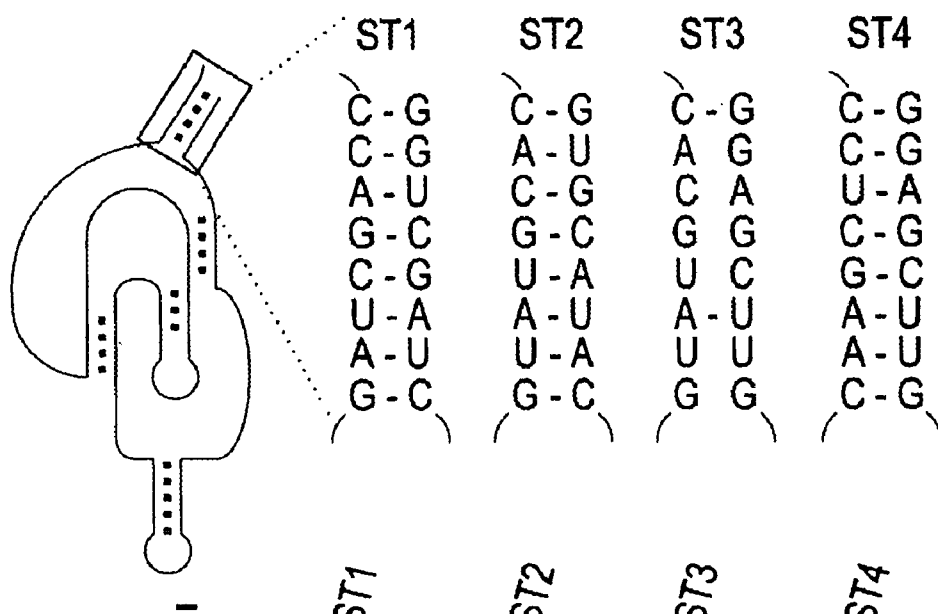 ST1 ST2 ST3 ST4
C-G C-G C-G C-G
C-G A-U A G C-G
A-U C-G C A U-A
G-C G-C G G C-G
C-G U-A U C G-C
U-A A-U A-U A-U
A-U U-A U U A-U
G-C G-C G G C-G
ST1 ST2 ST3 ST4